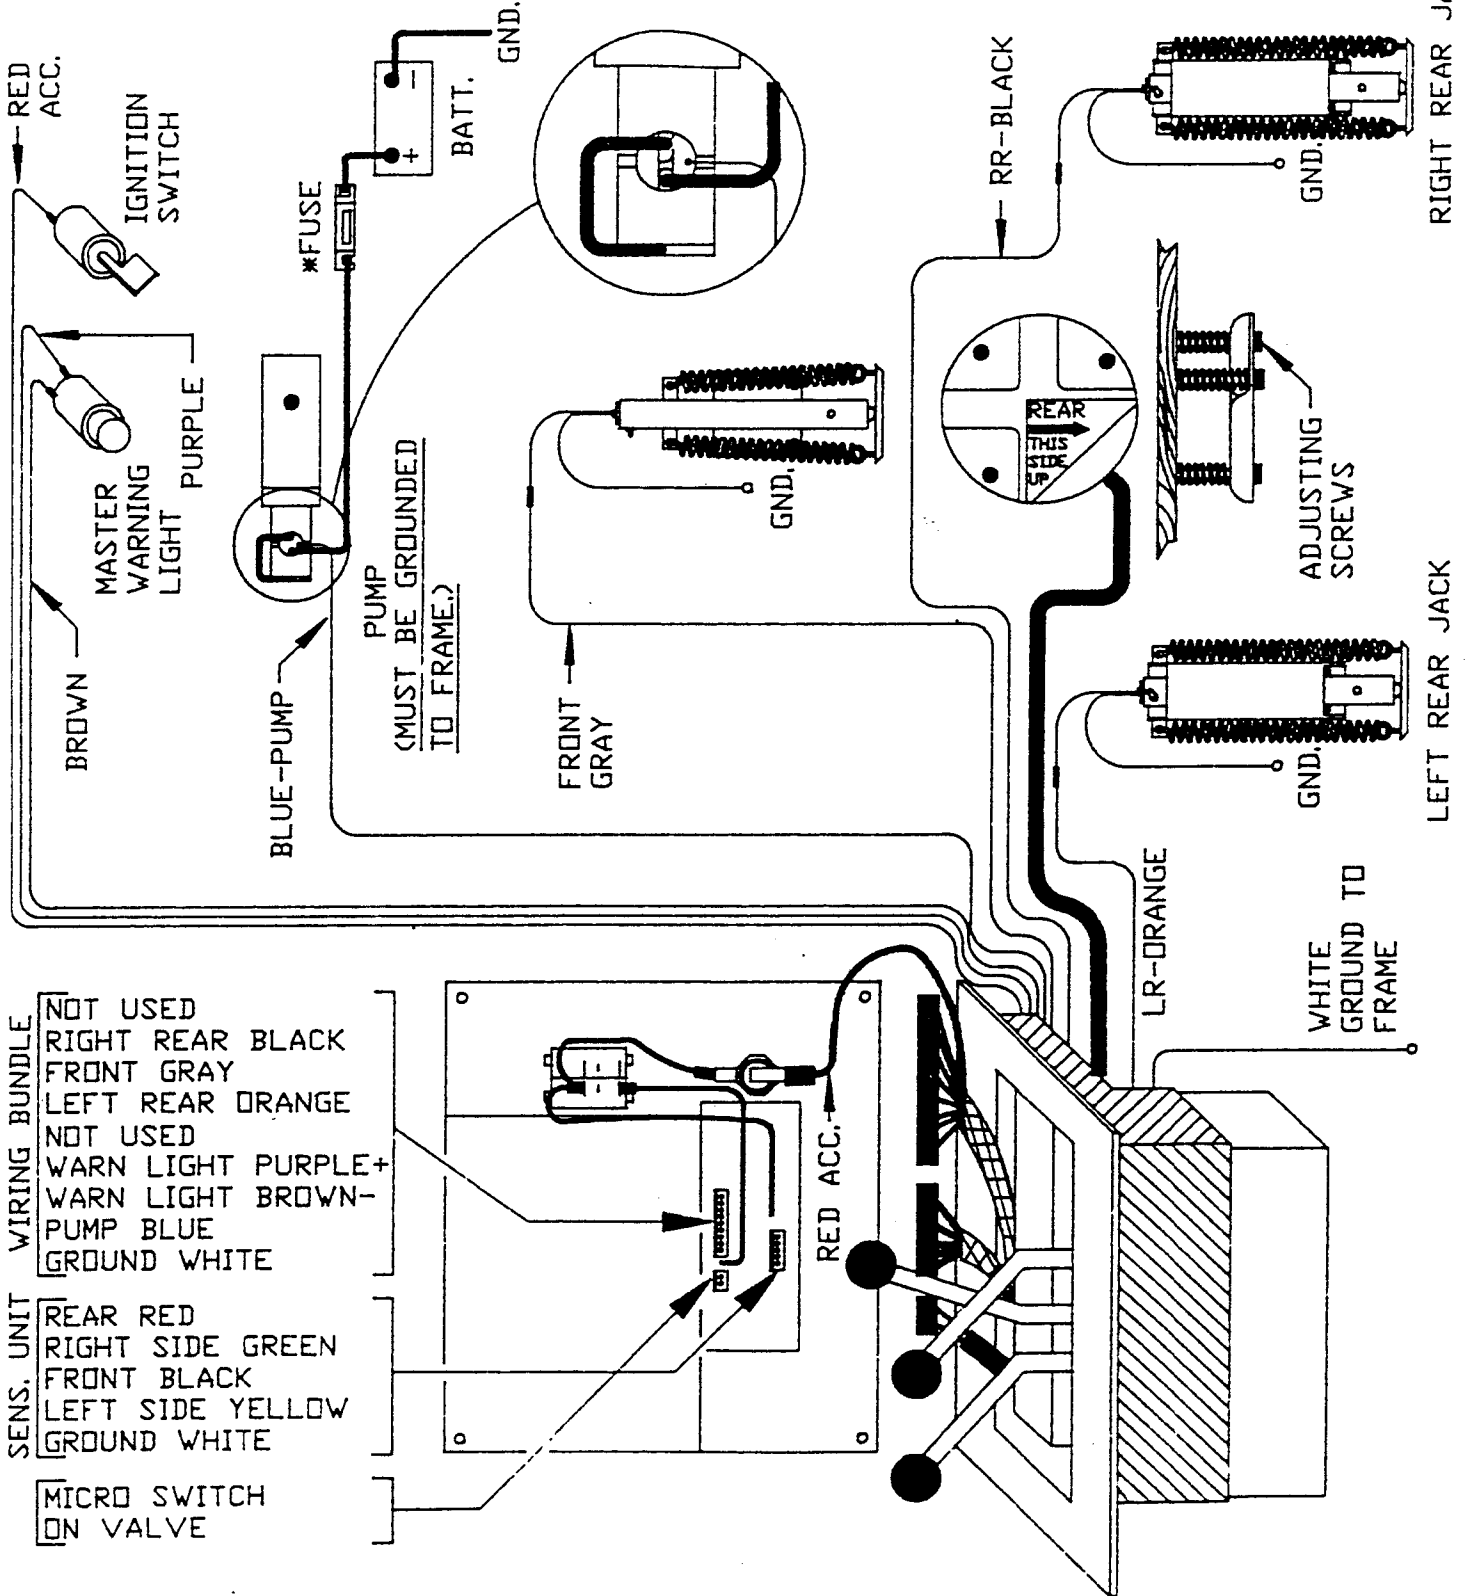 RED
ACC.
IGNITION
SWITCH
GND.
BATT.
*FUSE
+
-
MASTER
WARNING
LIGHT
PURPLE
BROWN
BLUE-PUMP
PUMP
(MUST BE GROUNDED
TO FRAME.)
FRONT
GRAY
GND.
RR-BLACK
GND.
RIGHT REAR
REAR
THIS
SIDE
UP
ADJUSTING
SCREWS
GND.
LEFT REAR JACK
LR-ORANGE
WHITE
GROUND TO
FRAME
RED ACC.
WIRING BUNDLE
NOT USED
RIGHT REAR BLACK
FRONT GRAY
LEFT REAR ORANGE
NOT USED
WARN LIGHT PURPLE+
WARN LIGHT BROWN-
PUMP BLUE
GROUND WHITE
SENS. UNIT
REAR RED
RIGHT SIDE GREEN
FRONT BLACK
LEFT SIDE YELLOW
GROUND WHITE
MICRO SWITCH
ON VALVE